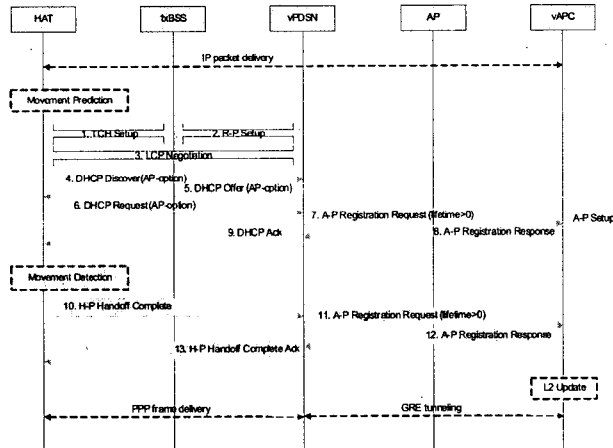 HAT txBSS vPDSN AP vAPC
IP packet delivery
Movement Prediction
1. TCH Setup 2. R-P Setup
3. LCP Negotiation
4. DHCP Discover(AP-option)
5. DHCP Offer (AP-option)
6. DHCP Request(AP-option)
7. A-P Registration Request (lifetime>0)
A-P Setup
9. DHCP Ack 8. A-P Registration Response
Movement Detection
10. H-P Handoff Complete
11. A-P Registration Request (lifetime>0)
12. A-P Registration Response
13. H-P Handoff Complete Ack
L2 Update
PPP frame delivery GRE tunneling